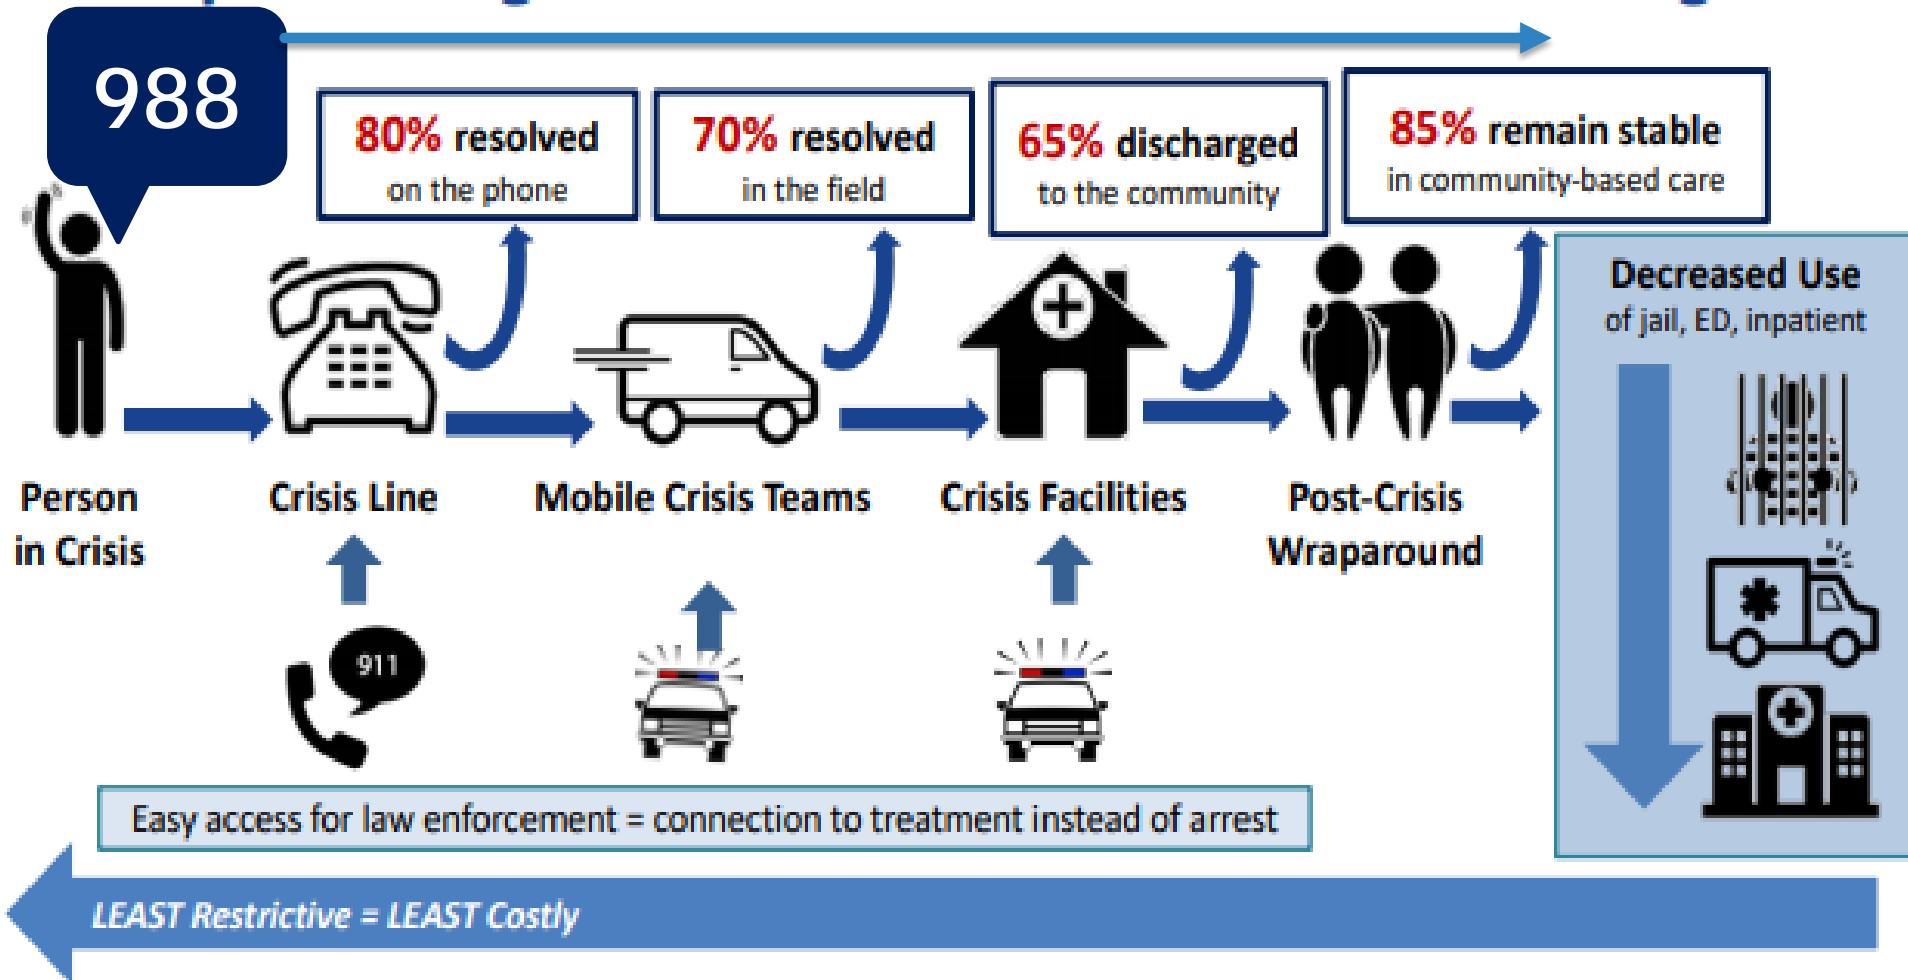 988
80% resolved
on the phone
70% resolved
in the field
65% discharged
to the community
85% remain stable
in community-based care
Decreased Use
of jail, ED, inpatient
Person
in Crisis
Crisis Line
Mobile Crisis Teams
Crisis Facilities
Post-Crisis
Wraparound
911
Easy access for law enforcement = connection to treatment instead of arrest
LEAST Restrictive = LEAST Costly